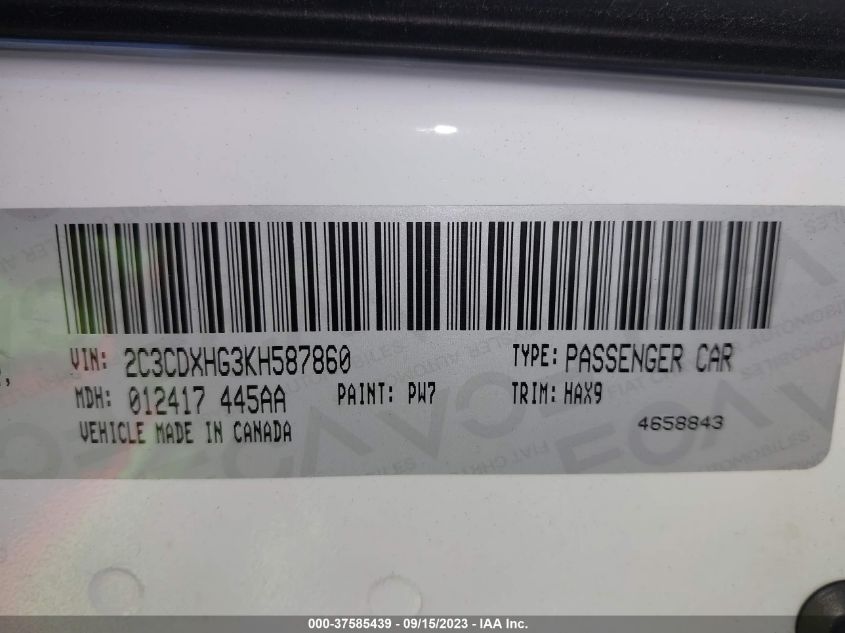 VIN: 2C3CDXHG3KH587860 TYPE: PASSENGER CAR
MDH: 012417 445AA PAINT: PW7 TRIM: HAX9
VEHICLE MADE IN CANADA 4658843
000-37585439 - 09/15/2023 - IAA Inc.